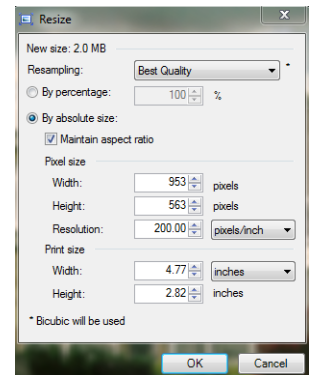 Resize
X
New size: 2.0 MB
Resampling: Best Quality *
By percentage: 100 %
By absolute size:
Maintain aspect ratio
Pixel size
Width: 953 pixels
Height: 563 pixels
Resolution: 200.00 pixels/inch
Print size
Width: 4.77 inches
Height: 2.82 inches
* Bicubic will be used
OK Cancel